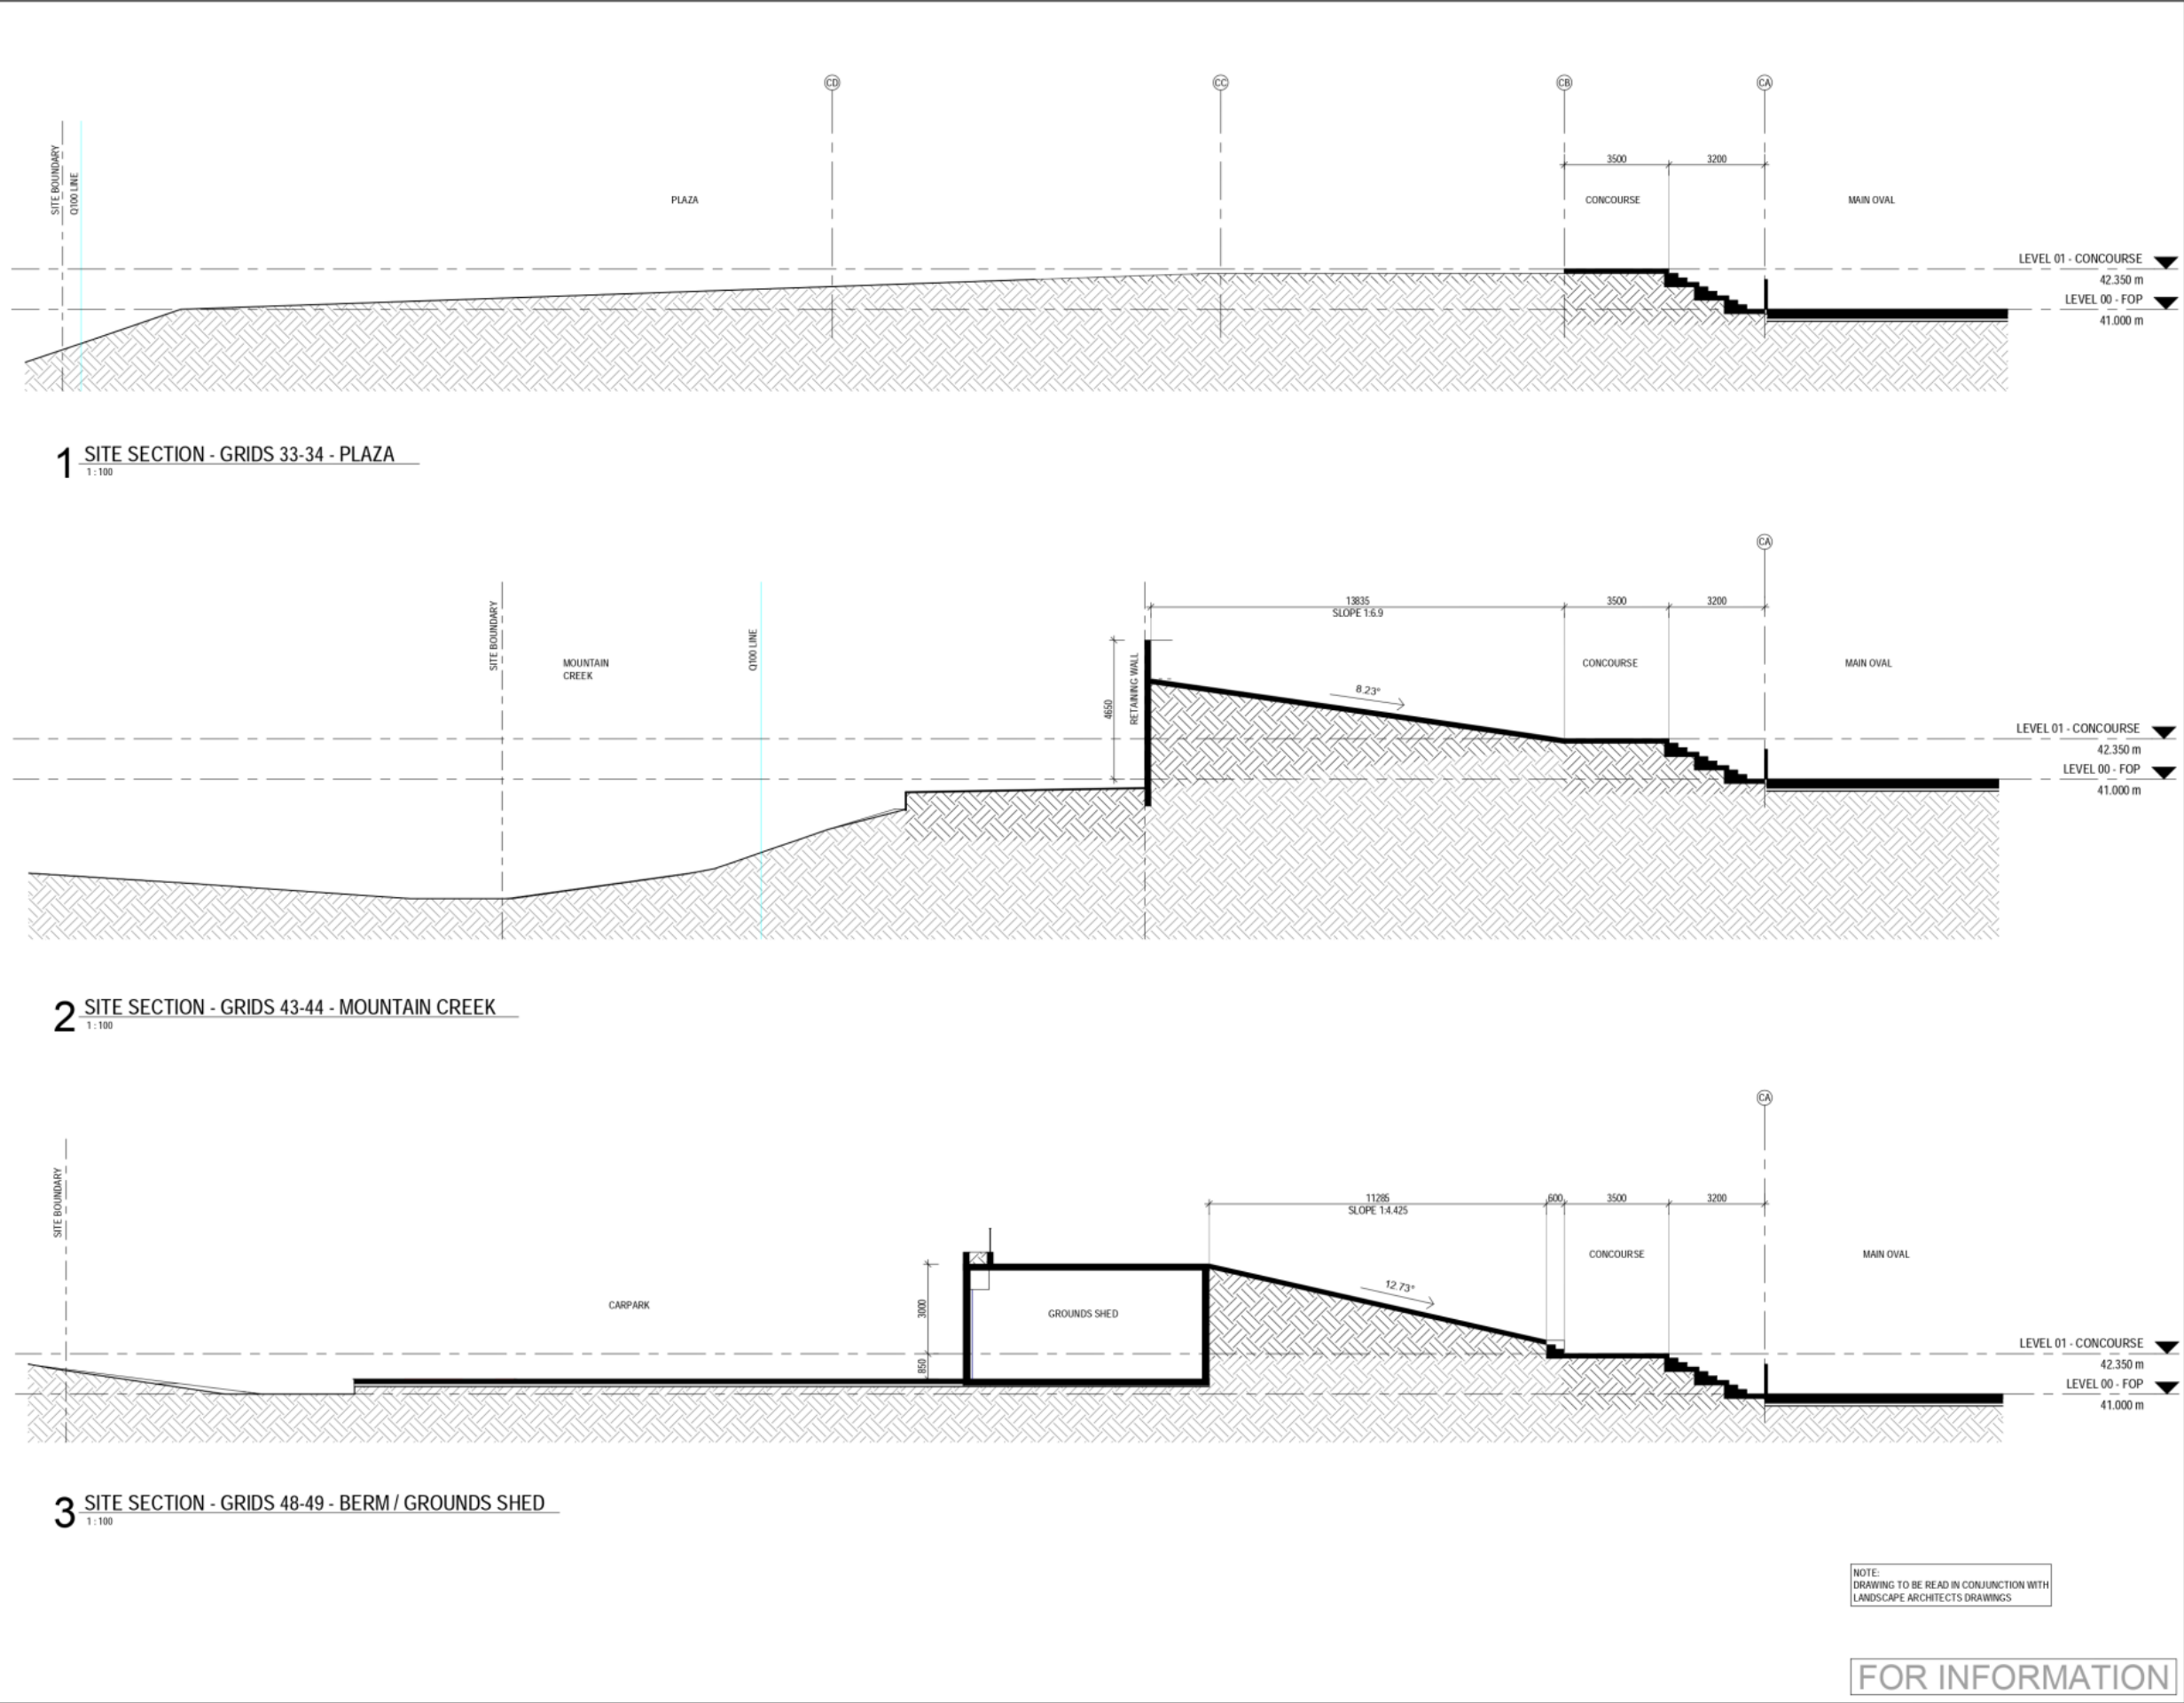 CD
CC
CB
CA
SITE BOUNDARY
Q100 LINE
3500
3200
PLAZA
CONCOURSE
MAIN OVAL
LEVEL 01 - CONCOURSE
42.350 m
LEVEL 00 - FOP
41.000 m
1 SITE SECTION - GRIDS 33-34 - PLAZA
1 : 100
CA
SITE BOUNDARY
MOUNTAIN
CREEK
Q100 LINE
4650
RETAINING WALL
13835
SLOPE 1:6.9
3500
3200
8.23°
CONCOURSE
MAIN OVAL
LEVEL 01 - CONCOURSE
42.350 m
LEVEL 00 - FOP
41.000 m
2 SITE SECTION - GRIDS 43-44 - MOUNTAIN CREEK
1 : 100
CA
SITE BOUNDARY
11285
SLOPE 1:4.425
600
3500
3200
CARPARK
3000
850
GROUNDS SHED
12.73°
CONCOURSE
MAIN OVAL
LEVEL 01 - CONCOURSE
42.350 m
LEVEL 00 - FOP
41.000 m
3 SITE SECTION - GRIDS 48-49 - BERM / GROUNDS SHED
1 : 100
NOTE:
DRAWING TO BE READ IN CONJUNCTION WITH
LANDSCAPE ARCHITECTS DRAWINGS
FOR INFORMATION